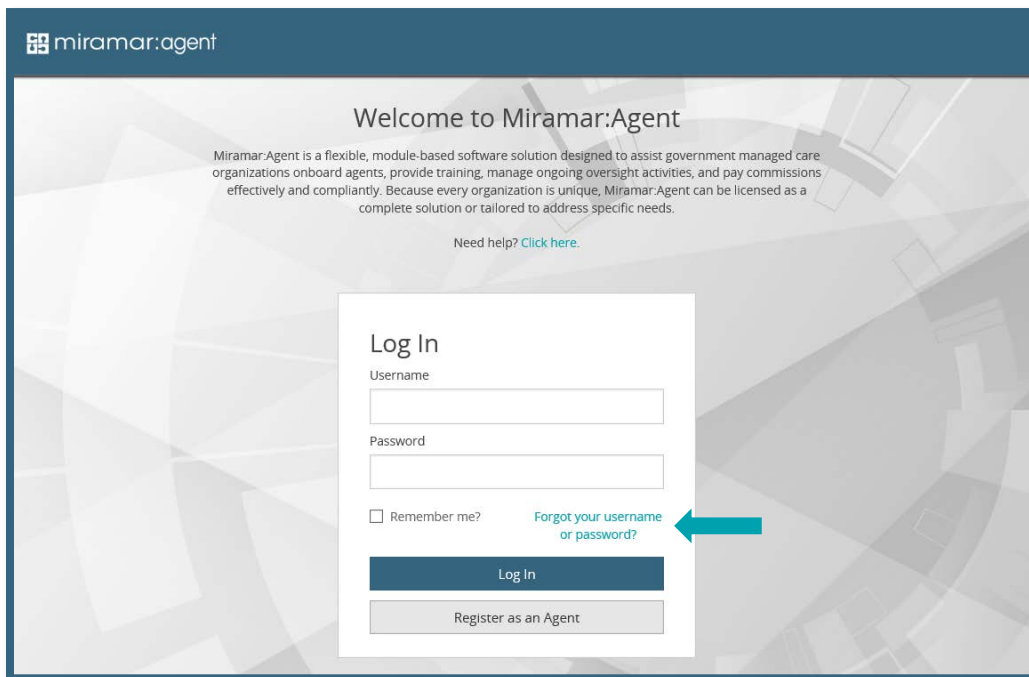 miramar:agent
Welcome to Miramar:Agent
Miramar:Agent is a flexible, module-based software solution designed to assist government managed care
organizations onboard agents, provide training, manage ongoing oversight activities, and pay commissions
effectively and compliantly. Because every organization is unique, Miramar:Agent can be licensed as a
complete solution or tailored to address specific needs.
Need help? Click here.
Log In
Username
Password
Remember me?
Forgot your username
or password?
Log In
Register as an Agent